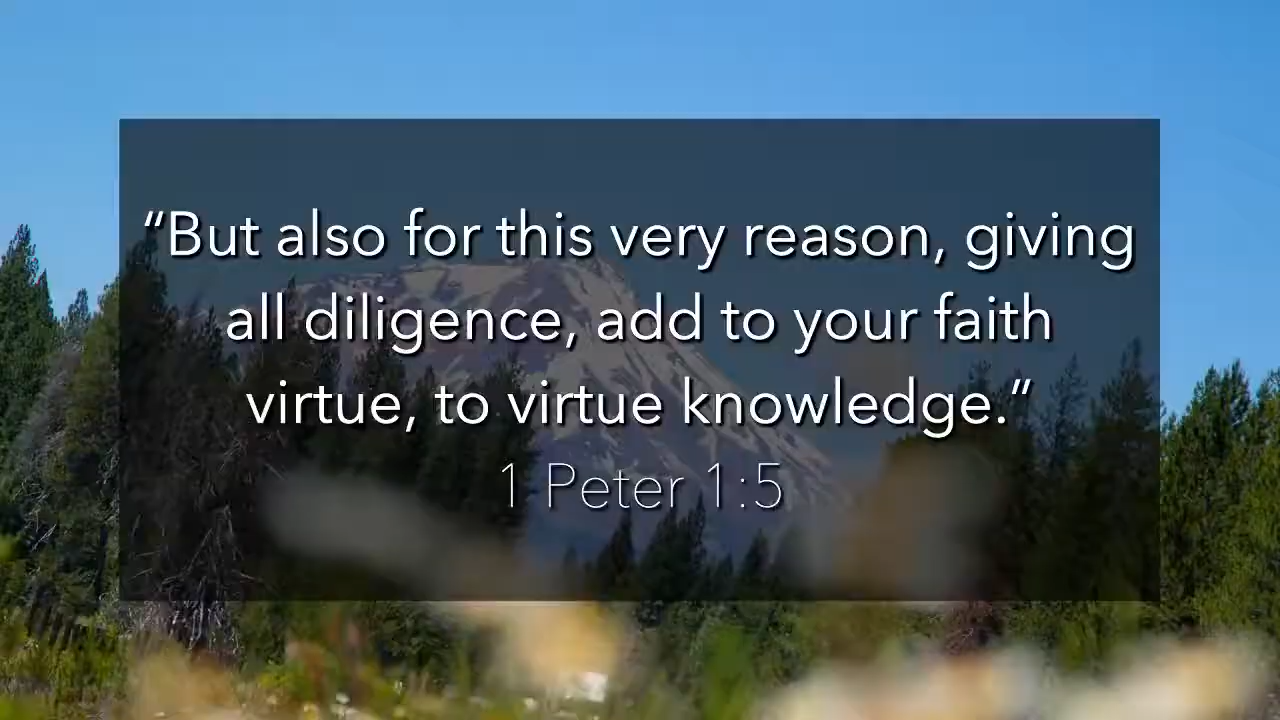 “But also for this very reason, giving
all diligence, add to your faith
virtue, to virtue knowledge.”
1 Peter 1:5